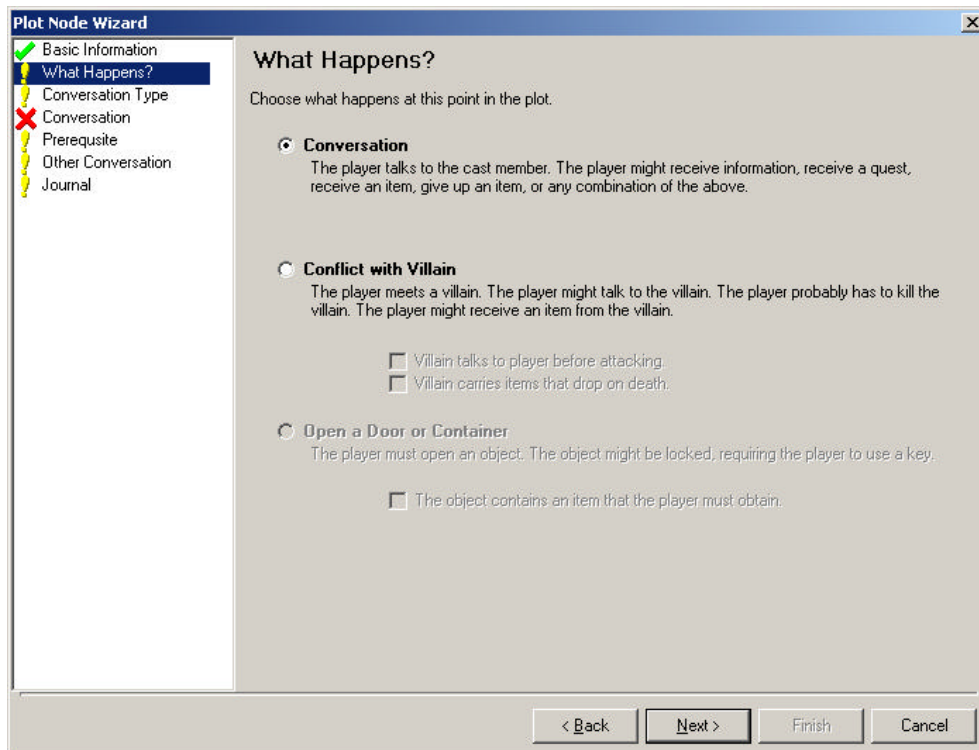 Plot Node Wizard
Basic Information
What Happens?
Conversation Type
Conversation
Prerequsite
Other Conversation
Journal
What Happens?
Choose what happens at this point in the plot.
Conversation
The player talks to the cast member. The player might receive information, receive a quest,
receive an item, give up an item, or any combination of the above.
Conflict with Villain
The player meets a villain. The player might talk to the villain. The player probably has to kill the
villain. The player might receive an item from the villain.
Villain talks to player before attacking.
Villain carries items that drop on death.
Open a Door or Container
The player must open an object. The object might be locked, requiring the player to use a key.
The object contains an item that the player must obtain.
< Back
Next >
Finish
Cancel